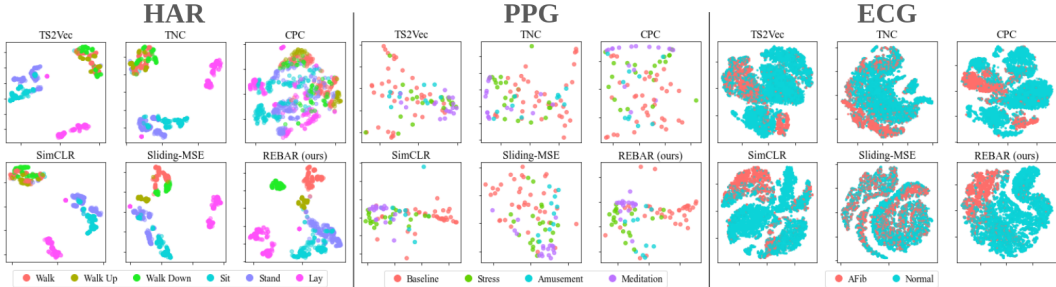 HAR PPG ECG
TS2Vec TNC CPC TS2Vec TNC CPC TS2Vec TNC CPC
SimCLR Sliding-MSE REBAR (ours) SimCLR Sliding-MSE REBAR (ours) SimCLR Sliding-MSE REBAR (ours)
Walk Walk Up Walk Down Sit Stand Lay Baseline Stress Amusement Meditation AFib Normal